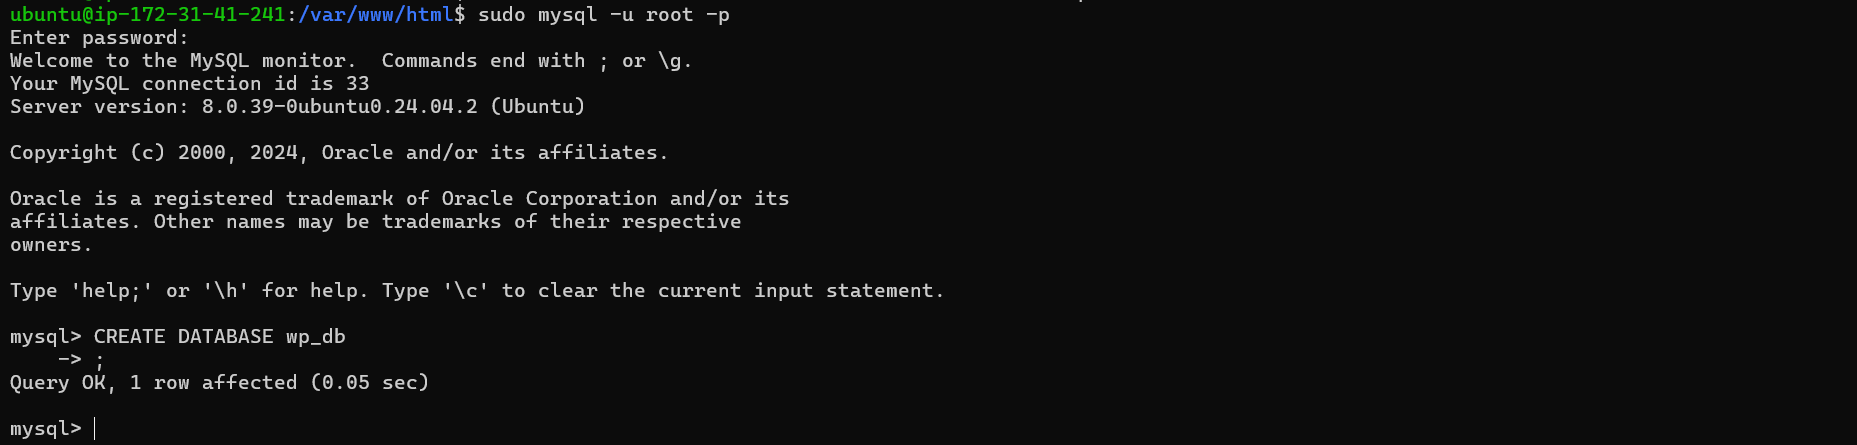 ubuntu@ip-172-31-41-241:/var/www/html$ sudo mysql -u root -p
Enter password:
Welcome to the MySQL monitor.  Commands end with ; or \g.
Your MySQL connection id is 33
Server version: 8.0.39-0ubuntu0.24.04.2 (Ubuntu)

Copyright (c) 2000, 2024, Oracle and/or its affiliates.

Oracle is a registered trademark of Oracle Corporation and/or its
affiliates. Other names may be trademarks of their respective
owners.

Type 'help;' or '\h' for help. Type '\c' to clear the current input statement.

mysql> CREATE DATABASE wp_db
    -> ;
Query OK, 1 row affected (0.05 sec)

mysql>